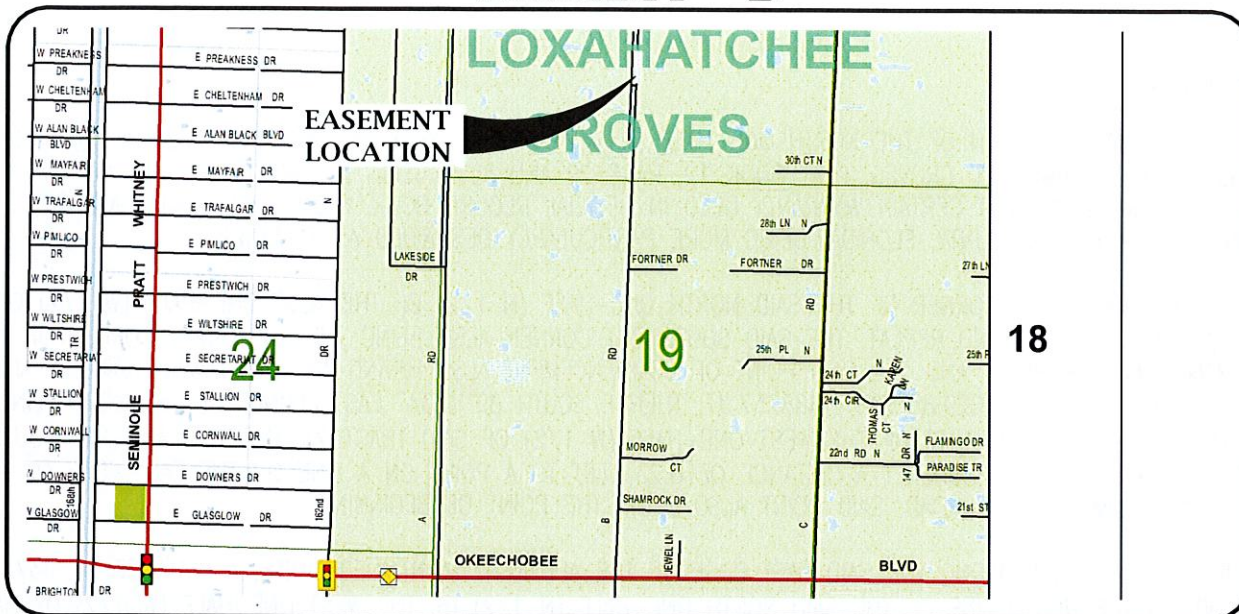 DR
W PREAKNESS
DR
W CHELTENHAM
DR
W ALAN BLACK
BLVD
W MAYFAIR
DR
W TRAFALGAR
DR
W PIMLICO
DR
W PRESTWICH
DR
W WILTSHIRE
DR
W SECRETARIAT
DR
W STALLION
DR
W CORNWALL
DR
W DOWNERS
DR
W GLASGOW
DR
BRIGHTON DR
N
TR
168th
SEMINOLE PRATT WHITNEY
E PREAKNESS DR
E CHELTENHAM DR
E ALAN BLACK BLVD
E MAYFAIR DR
E TRAFALGAR DR
E PIMLICO DR
E PRESTWICH DR
E WILTSHIRE DR
E SECRETARIAT DR
24
E STALLION DR
E CORNWALL DR
E DOWNERS DR
E GLASGLOW DR
162nd DR N
EASEMENT
LOCATION
LOXAHATCHEE
GROVES
LAKESIDE
DR
A RD
B RD
C RD
30th CT N
28th LN N
FORTNER DR
FORTNER DR
27th LN
19
25th PL N
24th CT N
24th CIR N
KAREN
THOMAS
CT
MORROW
CT
22nd RD N
147 DR N
FLAMINGO DR
PARADISE TR
SHAMROCK DR
21st ST
JEWEL LN
OKEECHOBEE BLVD
18